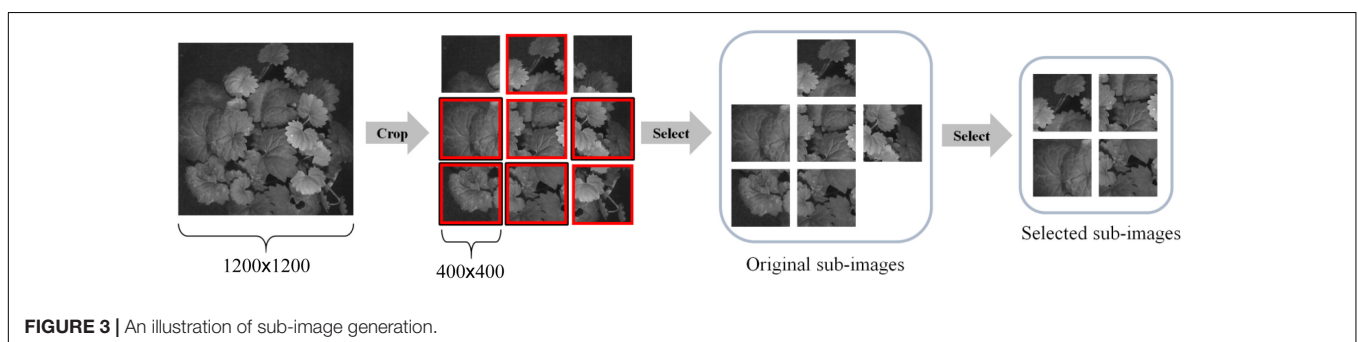 Crop
Select
Select
1200x1200
400x400
Original sub-images
Selected sub-images
FIGURE 3 | An illustration of sub-image generation.